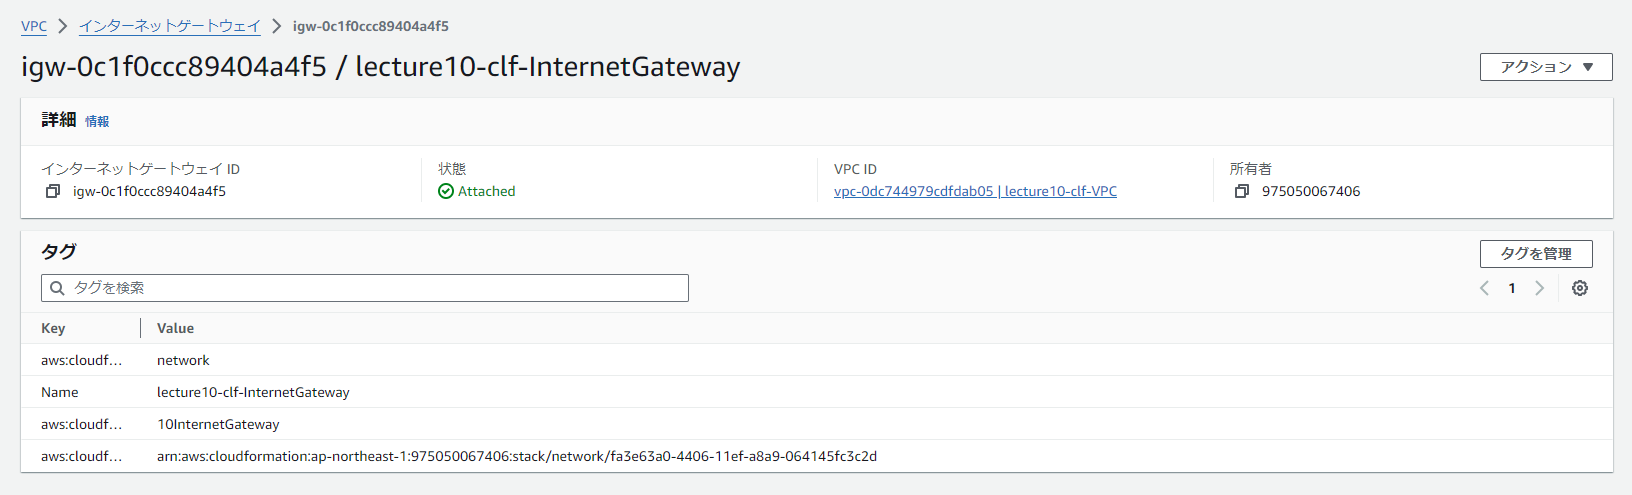 VPC > インターネットゲートウェイ > igw-0c1f0ccc89404a4f5
igw-0c1f0ccc89404a4f5 / lecture10-clf-InternetGateway
アクション ▼
詳細 情報
インターネットゲートウェイ ID
igw-0c1f0ccc89404a4f5
状態
Attached
VPC ID
vpc-0dc744979cdfdab05 | lecture10-clf-VPC
所有者
975050067406
タグ
タグを管理
タグを検索
< 1 >
Key Value
aws:cloudf... network
Name lecture10-clf-InternetGateway
aws:cloudf... 10InternetGateway
aws:cloudf... arn:aws:cloudformation:ap-northeast-1:975050067406:stack/network/fa3e63a0-4406-11ef-a8a9-064145fc3c2d